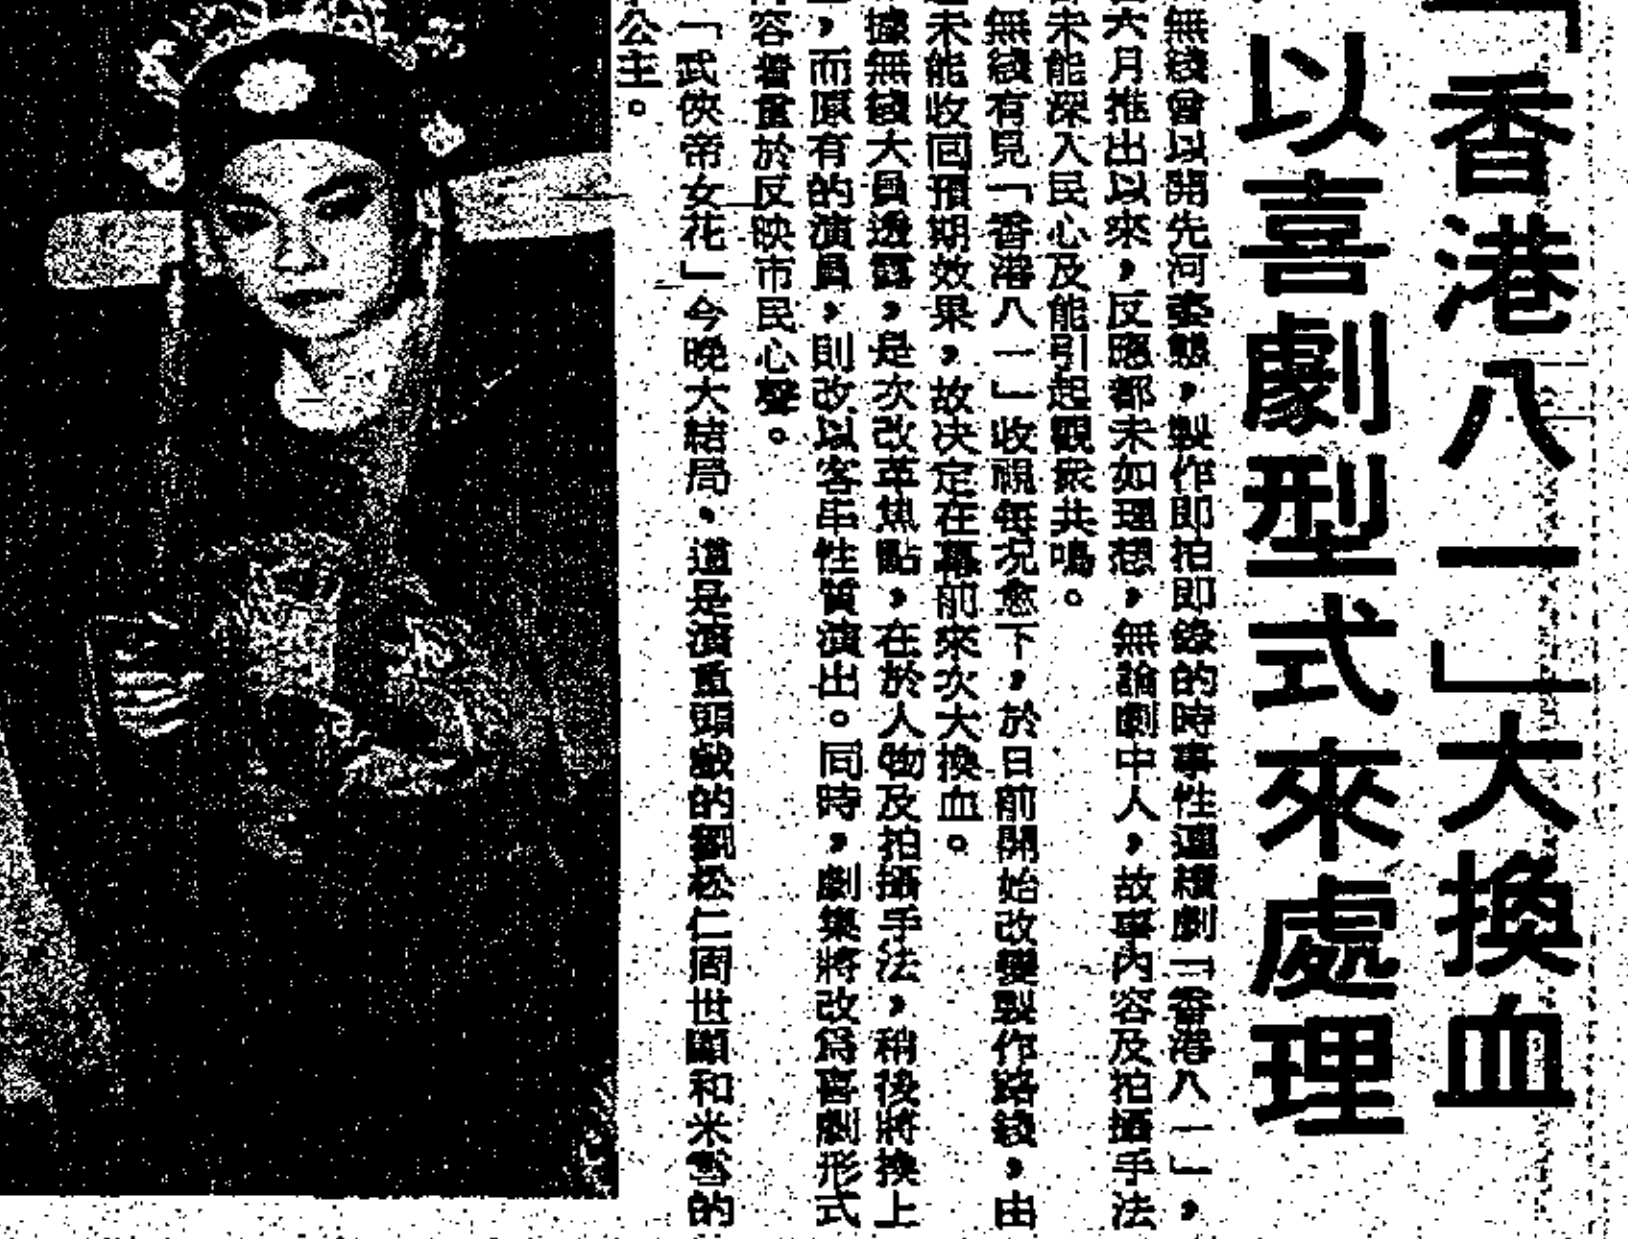 「香港八一」大換血
以喜劇型式來處理
無綫曾以開先河姿態，製作即拍即錄的時事性連續劇「香港八一」，
六月推出以來，反應都未如理想，無論劇中人，故事內容及拍攝手法
未能深入民心及能引起觀衆共鳴。
無綫有見「香港八一」收視每况愈下，於日前開始改變製作路綫，由
未能收回預期效果，故决定在幕前來次大換血。
據無綫大員透露，是次改革焦點，在於人物及拍攝手法，稍後將換上
，而原有的演員，則改以客串性質演出。同時，劇集將改爲喜劇形式
容着重於反映市民心聲。
「武俠帝女花」今晚大結局，這是演重頭戲的劉松仁周世顯和米雪的
公主。